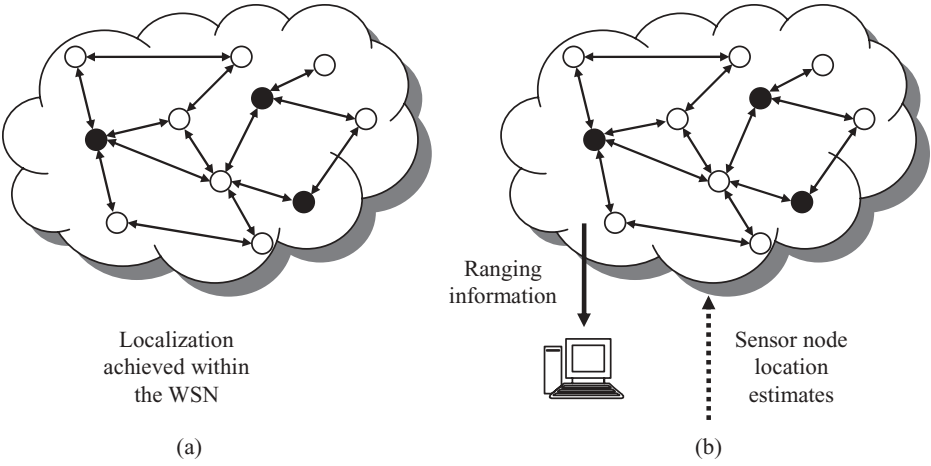 Localization
achieved within
the WSN
(a)
Ranging
information
Sensor node
location
estimates
(b)